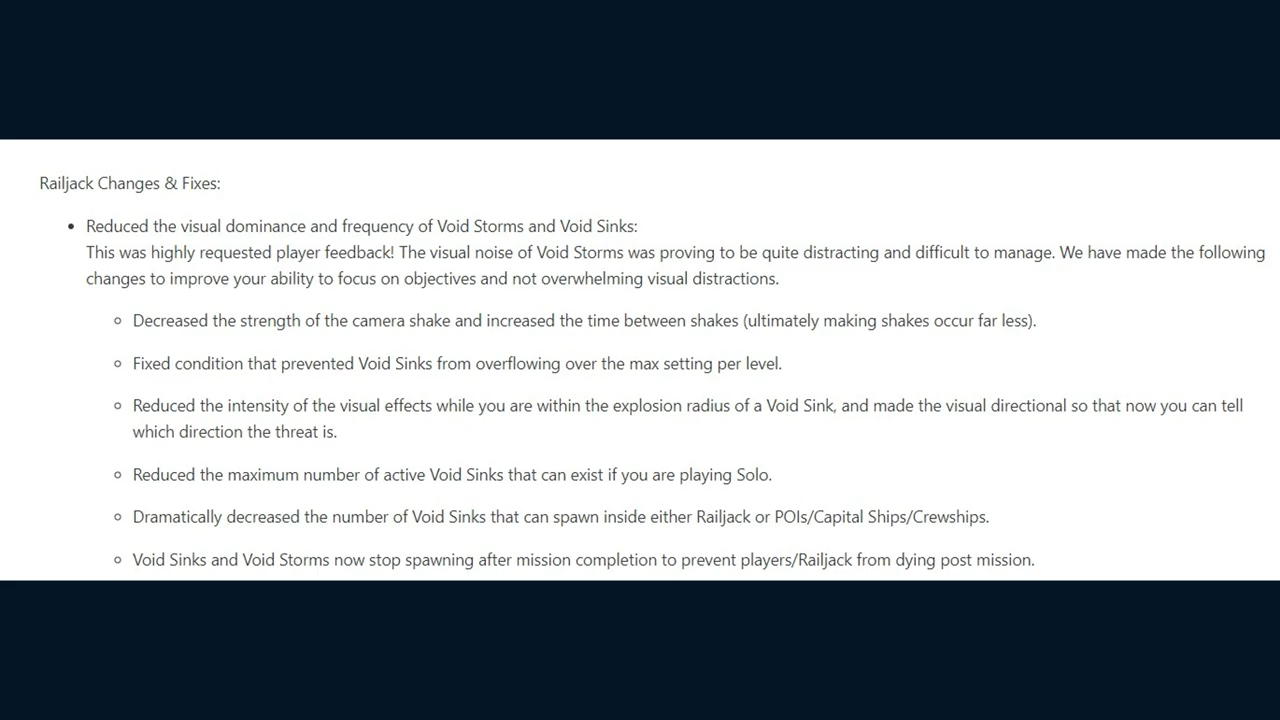 Railjack Changes & Fixes:
• Reduced the visual dominance and frequency of Void Storms and Void Sinks:
This was highly requested player feedback! The visual noise of Void Storms was proving to be quite distracting and difficult to manage. We have made the following
changes to improve your ability to focus on objectives and not overwhelming visual distractions.
○ Decreased the strength of the camera shake and increased the time between shakes (ultimately making shakes occur far less).
○ Fixed condition that prevented Void Sinks from overflowing over the max setting per level.
○ Reduced the intensity of the visual effects while you are within the explosion radius of a Void Sink, and made the visual directional so that now you can tell
which direction the threat is.
○ Reduced the maximum number of active Void Sinks that can exist if you are playing Solo.
○ Dramatically decreased the number of Void Sinks that can spawn inside either Railjack or POIs/Capital Ships/Crewships.
○ Void Sinks and Void Storms now stop spawning after mission completion to prevent players/Railjack from dying post mission.